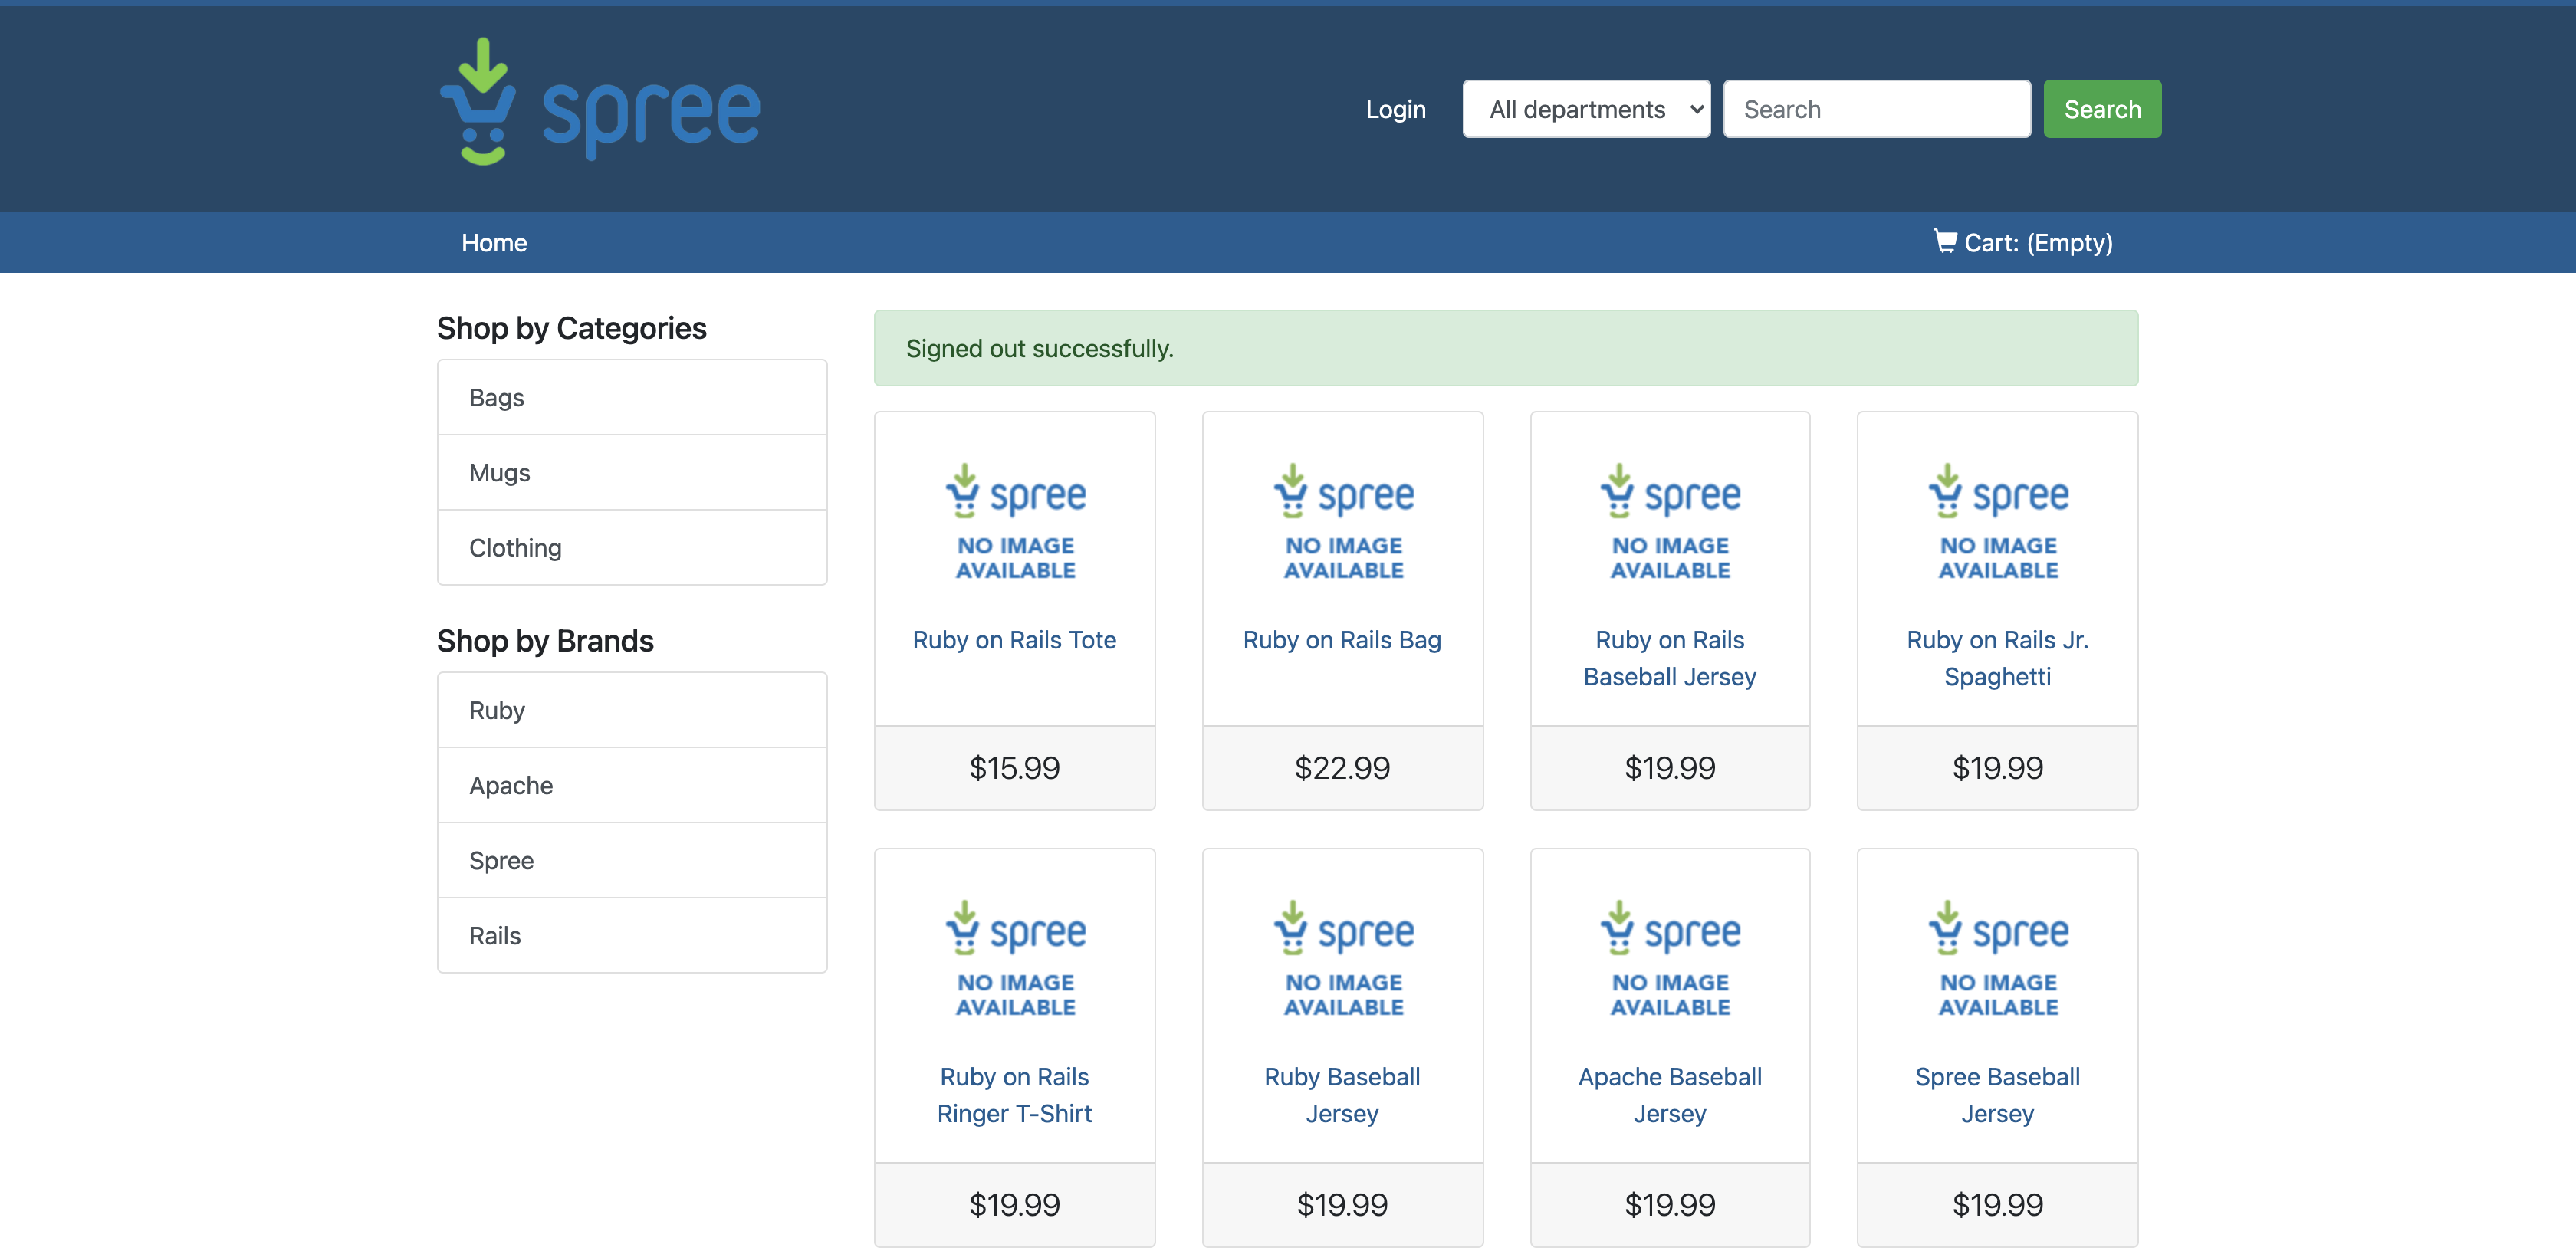 spree
Login
All departments
Search
Search
Home
Cart: (Empty)
Shop by Categories
Bags
Mugs
Clothing
Shop by Brands
Ruby
Apache
Spree
Rails
Signed out successfully.
spree
NO IMAGE
AVAILABLE
Ruby on Rails Tote
$15.99
spree
NO IMAGE
AVAILABLE
Ruby on Rails Bag
$22.99
spree
NO IMAGE
AVAILABLE
Ruby on Rails
Baseball Jersey
$19.99
spree
NO IMAGE
AVAILABLE
Ruby on Rails Jr.
Spaghetti
$19.99
spree
NO IMAGE
AVAILABLE
Ruby on Rails
Ringer T-Shirt
$19.99
spree
NO IMAGE
AVAILABLE
Ruby Baseball
Jersey
$19.99
spree
NO IMAGE
AVAILABLE
Apache Baseball
Jersey
$19.99
spree
NO IMAGE
AVAILABLE
Spree Baseball
Jersey
$19.99